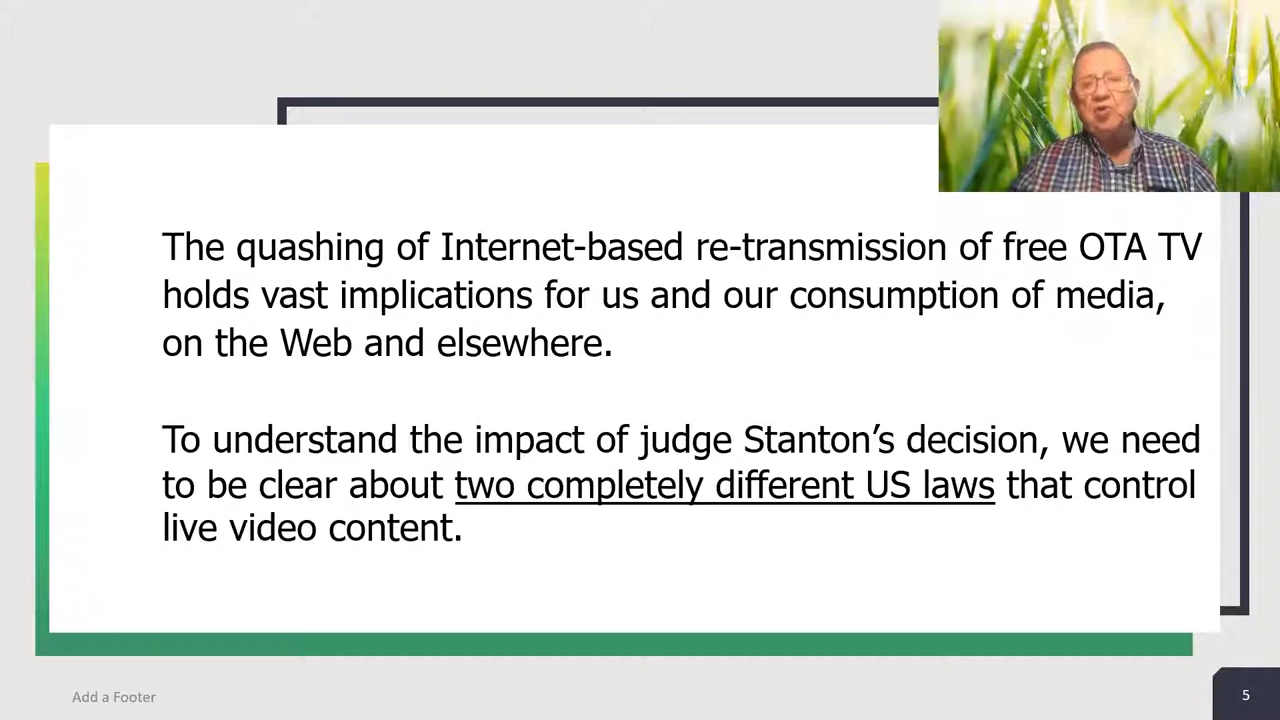 The quashing of Internet-based re-transmission of free OTA TV
holds vast implications for us and our consumption of media,
on the Web and elsewhere.
To understand the impact of judge Stanton’s decision, we need
to be clear about two completely different US laws that control
live video content.
Add a Footer
5